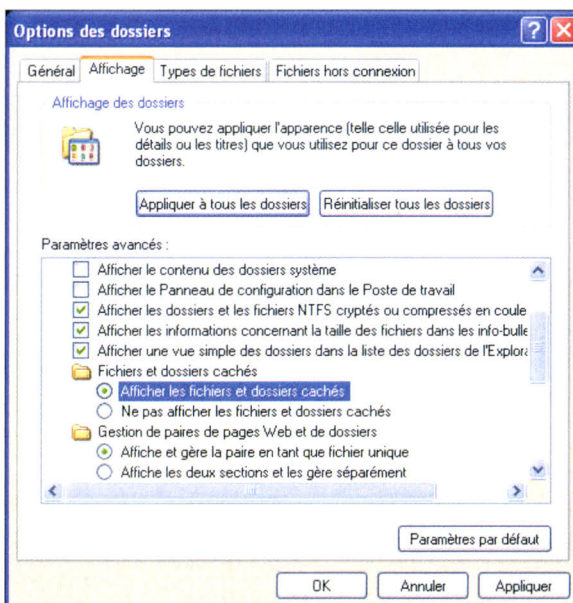 Options des dossiers
Général Affichage Types de fichiers Fichiers hors connexion
Affichage des dossiers
Vous pouvez appliquer l'apparence (telle celle utilisée pour les
détails ou les titres) que vous utilisez pour ce dossier à tous vos
dossiers.
Appliquer à tous les dossiers Réinitialiser tous les dossiers
Paramètres avancés :
Afficher le contenu des dossiers système
Afficher le Panneau de configuration dans le Poste de travail
Afficher les dossiers et les fichiers NTFS cryptés ou compressés en coule
Afficher les informations concernant la taille des fichiers dans les info-bulle
Afficher une vue simple des dossiers dans la liste des dossiers de l'Explora
Fichiers et dossiers cachés
Afficher les fichiers et dossiers cachés
Ne pas afficher les fichiers et dossiers cachés
Gestion de paires de pages Web et de dossiers
Affiche et gère la paire en tant que fichier unique
Affiche les deux sections et les gère séparément
Paramètres par défaut
OK Annuler Appliquer